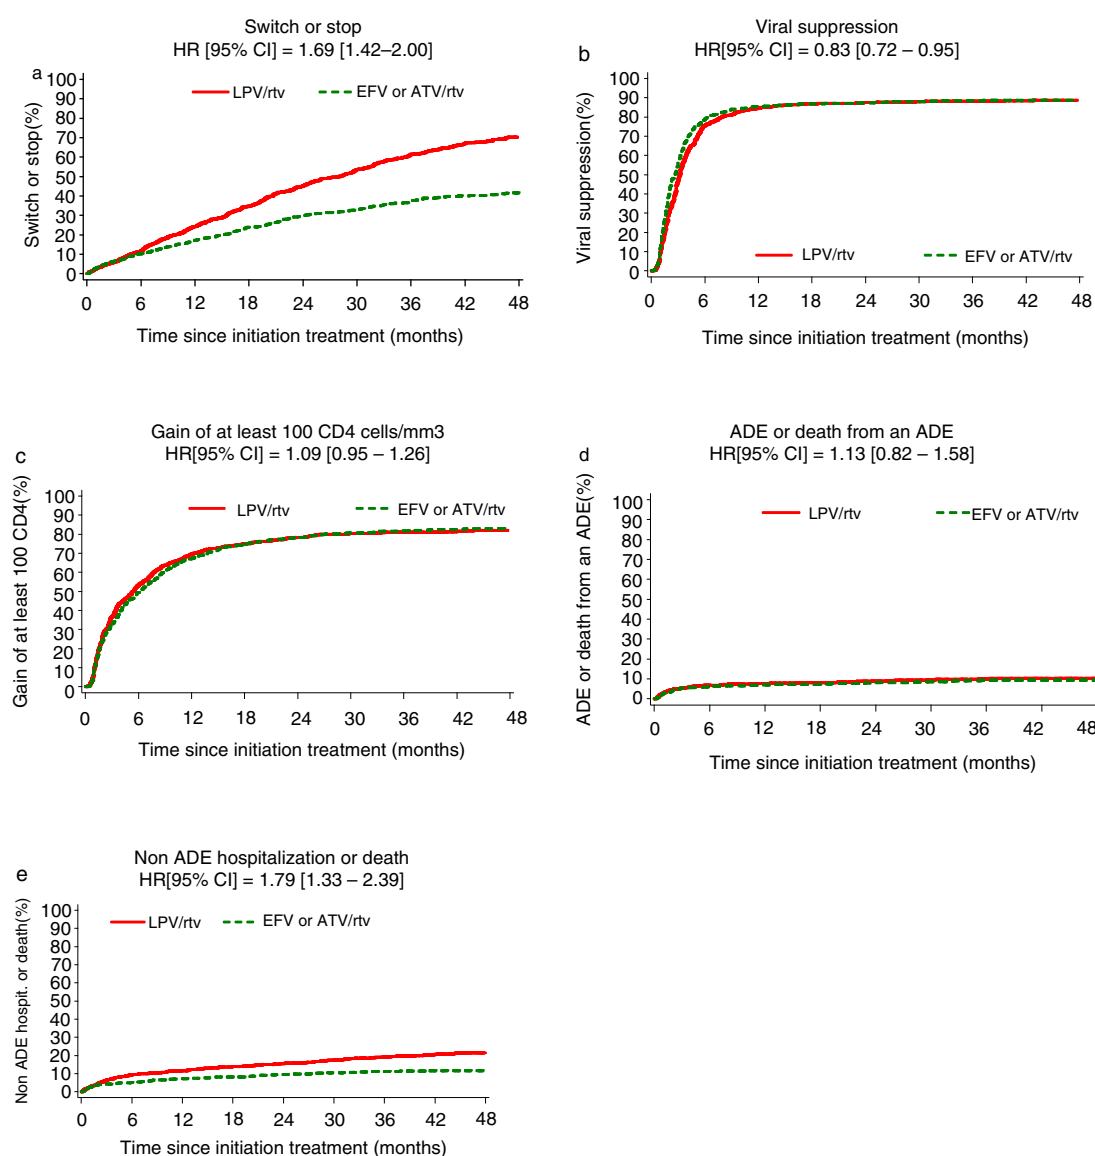 Switch or stop
HR [95% CI] = 1.69 [1.42–2.00]
a
100
90
80
70
60
50
40
30
20
10
0
Switch or stop(%)
LPV/rtv
EFV or ATV/rtv
0 6 12 18 24 30 36 42 48
Time since initiation treatment (months)
Viral suppression
HR[95% CI] = 0.83 [0.72 – 0.95]
b
100
90
80
70
60
50
40
30
20
10
0
Viral suppression(%)
LPV/rtv
EFV or ATV/rtv
0 6 12 18 24 30 36 42 48
Time since initiation treatment (months)
Gain of at least 100 CD4 cells/mm3
HR[95% CI] = 1.09 [0.95 – 1.26]
c
100
90
80
70
60
50
40
30
20
10
0
Gain of at least 100 CD4(%)
LPV/rtv
EFV or ATV/rtv
0 6 12 18 24 30 36 42 48
Time since initiation treatment (months)
ADE or death from an ADE
HR[95% CI] = 1.13 [0.82 – 1.58]
d
100
90
80
70
60
50
40
30
20
10
0
ADE or death from an ADE(%)
LPV/rtv
EFV or ATV/rtv
0 6 12 18 24 30 36 42 48
Time since initiation treatment (months)
Non ADE hospitalization or death
HR[95% CI] = 1.79 [1.33 – 2.39]
e
100
90
80
70
60
50
40
30
20
10
0
Non ADE hospit. or death(%)
LPV/rtv
EFV or ATV/rtv
0 6 12 18 24 30 36 42 48
Time since initiation treatment (months)